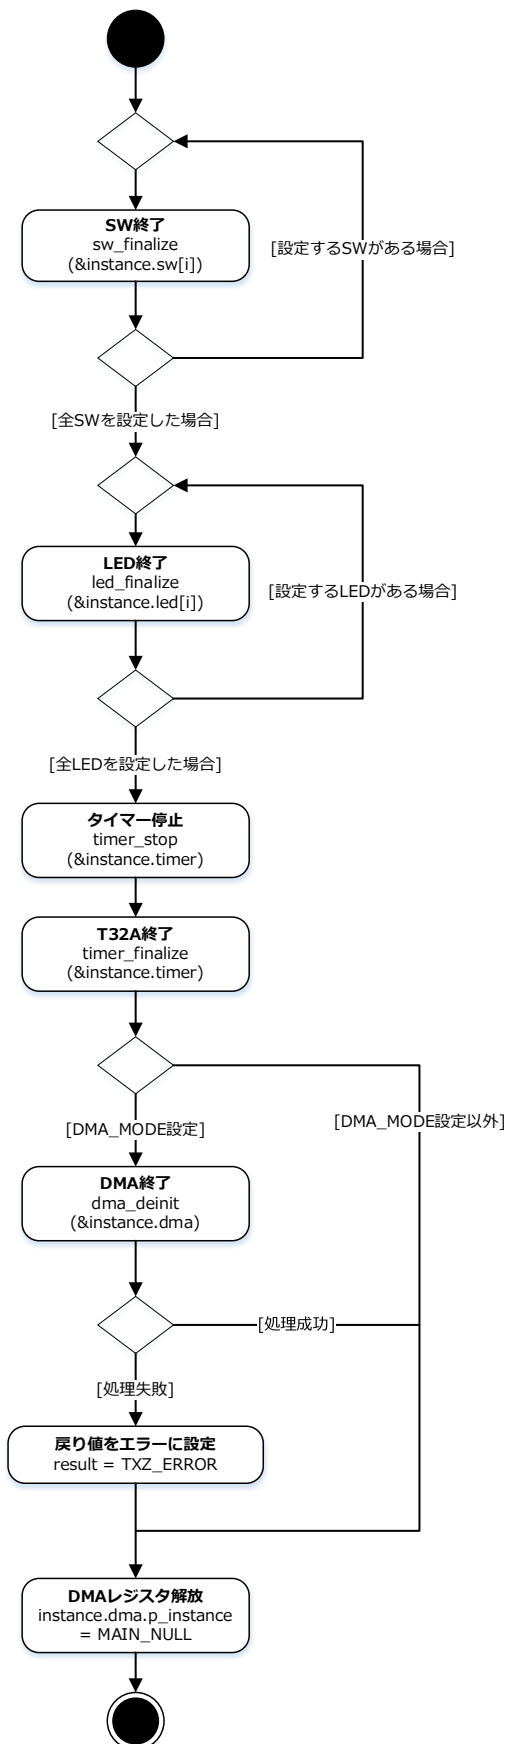 SW終了
sw_finalize
(&instance.sw[i])
[設定するSWがある場合]
[全SWを設定した場合]
LED終了
led_finalize
(&instance.led[i])
[設定するLEDがある場合]
[全LEDを設定した場合]
タイマー停止
timer_stop
(&instance.timer)
T32A終了
timer_finalize
(&instance.timer)
[DMA_MODE設定以外]
[DMA_MODE設定]
DMA終了
dma_deinit
(&instance.dma)
[処理成功]
[処理失敗]
戻り値をエラーに設定
result = TXZ_ERROR
DMAレジスタ解放
instance.dma.p_instance
= MAIN_NULL